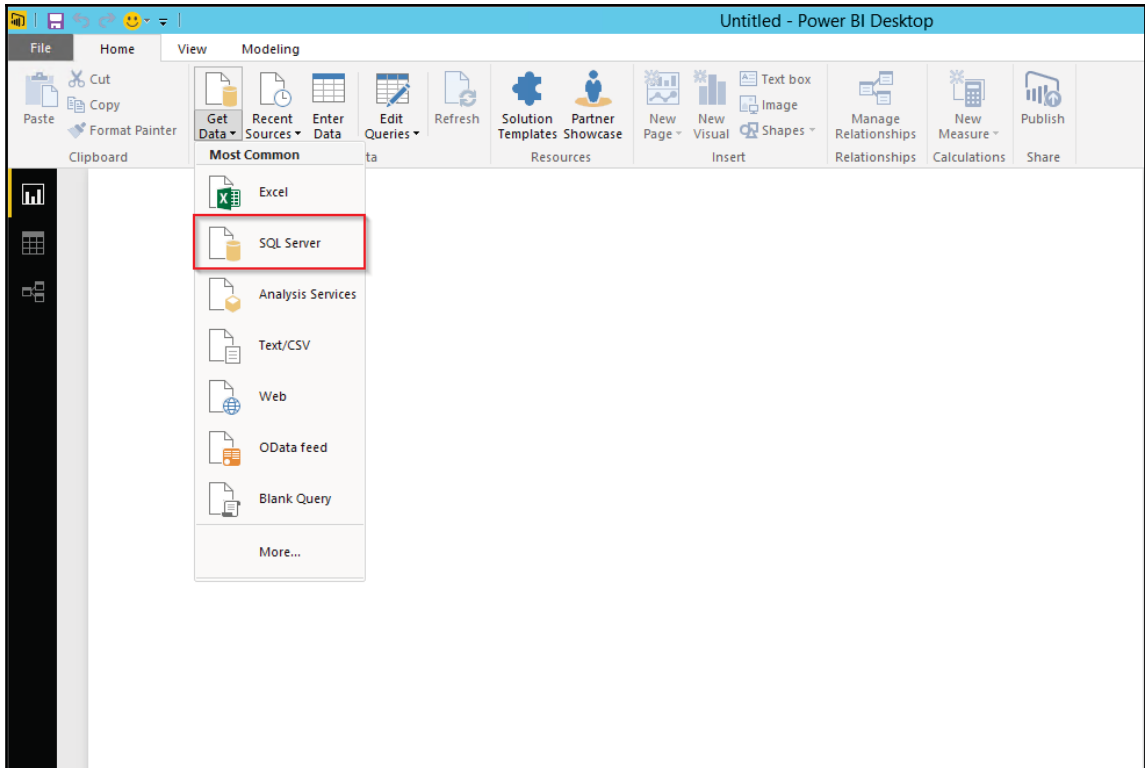 Untitled - Power BI Desktop
File Home View Modeling
Paste
Cut
Copy
Format Painter
Clipboard
Get Data
Recent Sources
Enter Data
Edit Queries
Refresh
ta
Solution Templates
Partner Showcase
Resources
New Page
New Visual
Text box
Image
Shapes
Insert
Manage Relationships
Relationships
New Measure
Calculations
Publish
Share
Most Common
Excel
SQL Server
Analysis Services
Text/CSV
Web
OData feed
Blank Query
More...